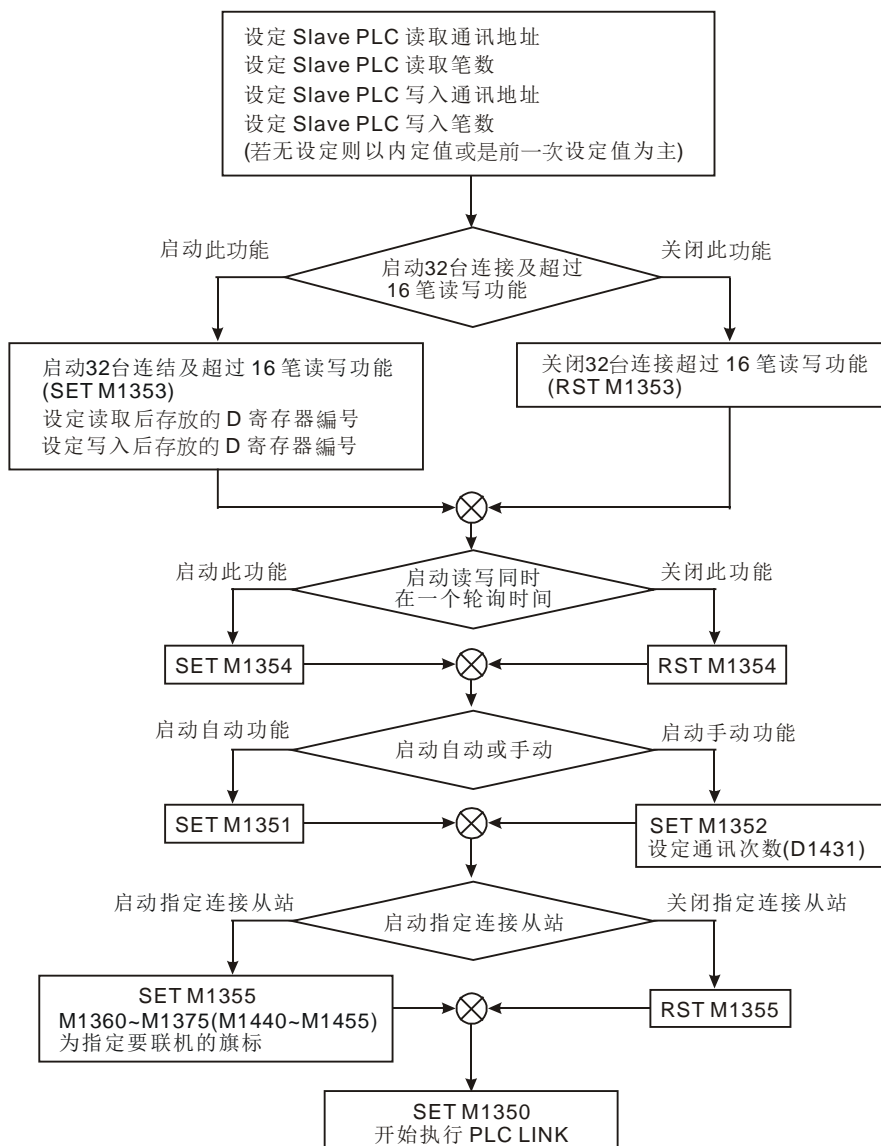 设定 Slave PLC 读取通讯地址
设定 Slave PLC 读取笔数
设定 Slave PLC 写入通讯地址
设定 Slave PLC 写入笔数
(若无设定则以内定值或是前一次设定值为主)
启动此功能
关闭此功能
启动32台连接及超过
16 笔读写功能
启动32台连结及超过 16 笔读写功能
(SET M1353)
设定读取后存放的 D 寄存器編号
设定写入后存放的 D 寄存器編号
关闭32台连接超过 16 笔读写功能
(RST M1353)
启动此功能
关闭此功能
启动读写同时
在一个轮询时间
SET M1354
RST M1354
启动自动功能
启动手动功能
启动自动或手动
SET M1351
SET M1352
设定通讯次数(D1431)
启动指定连接从站
关闭指定连接从站
启动指定连接从站
SET M1355
M1360~M1375(M1440~M1455)
为指定要联机的旗标
RST M1355
SET M1350
开始执行 PLC LINK